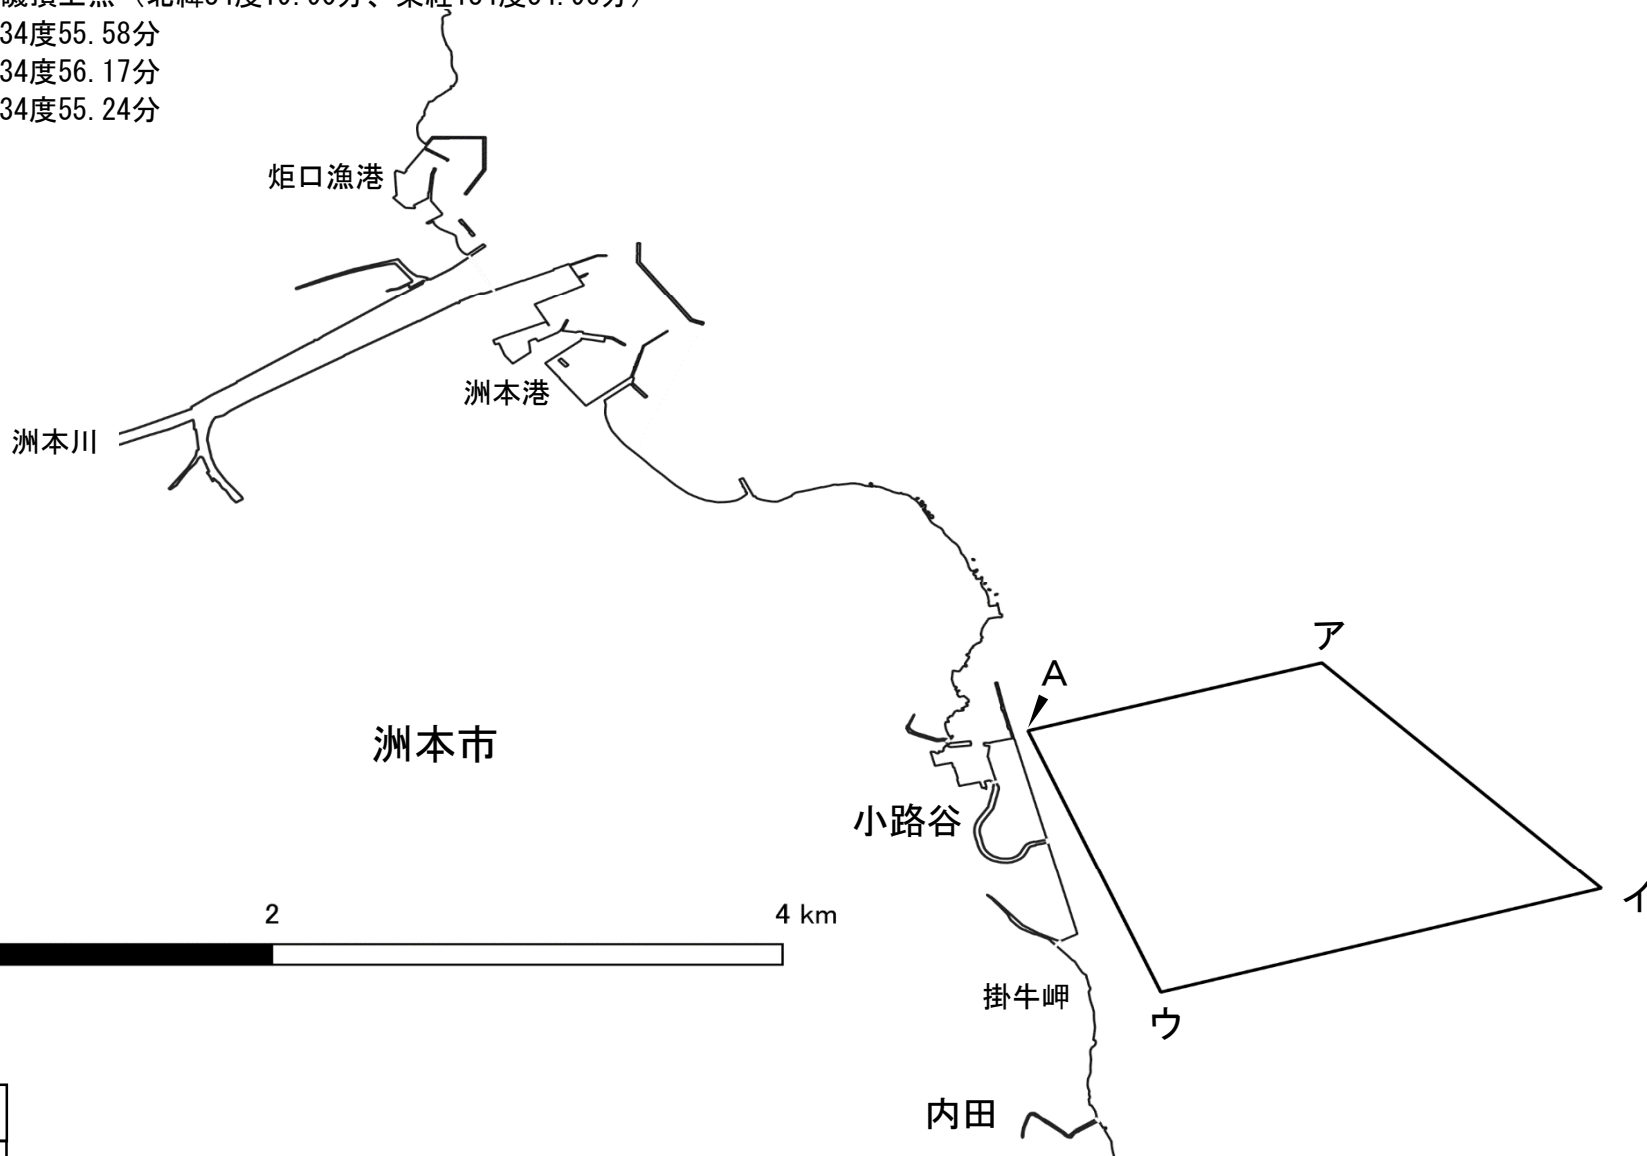 34度55.58分
34度56.17分
34度55.24分
炬口漁港
洲本港
洲本川
ア
A
洲本市
小路谷
イ
2
4 km
掛牛岬
ウ
内田